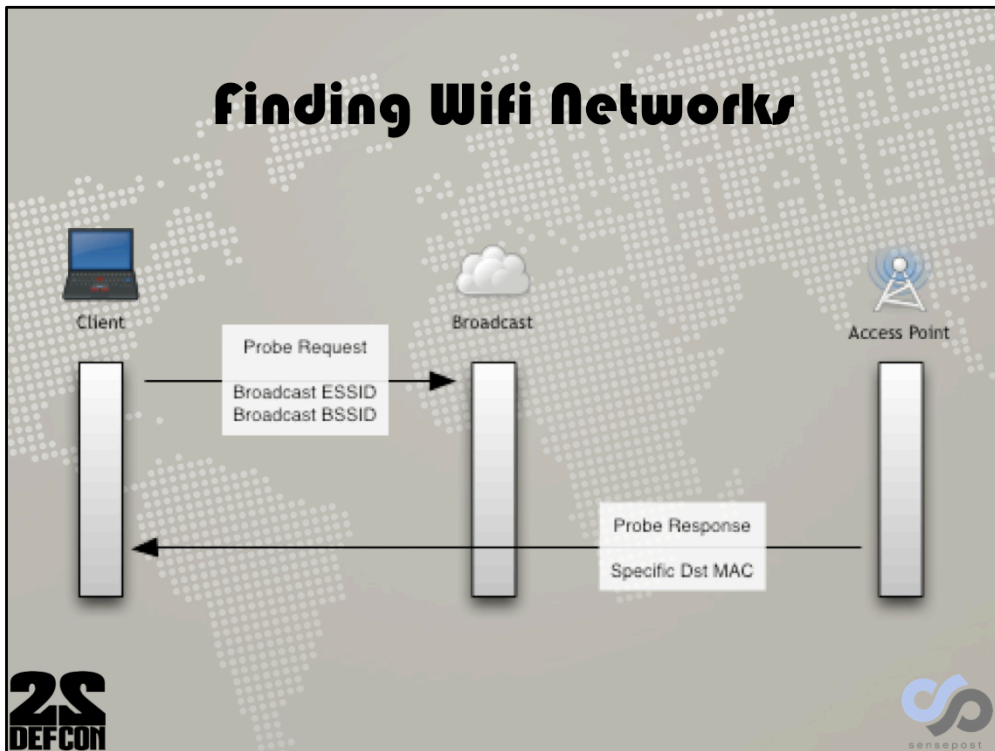 Finding Wifi Networks
Client
Broadcast
Access Point
Probe Request
Broadcast ESSID
Broadcast BSSID
Probe Response
Specific Dst MAC
22
DEFCON
sensepost